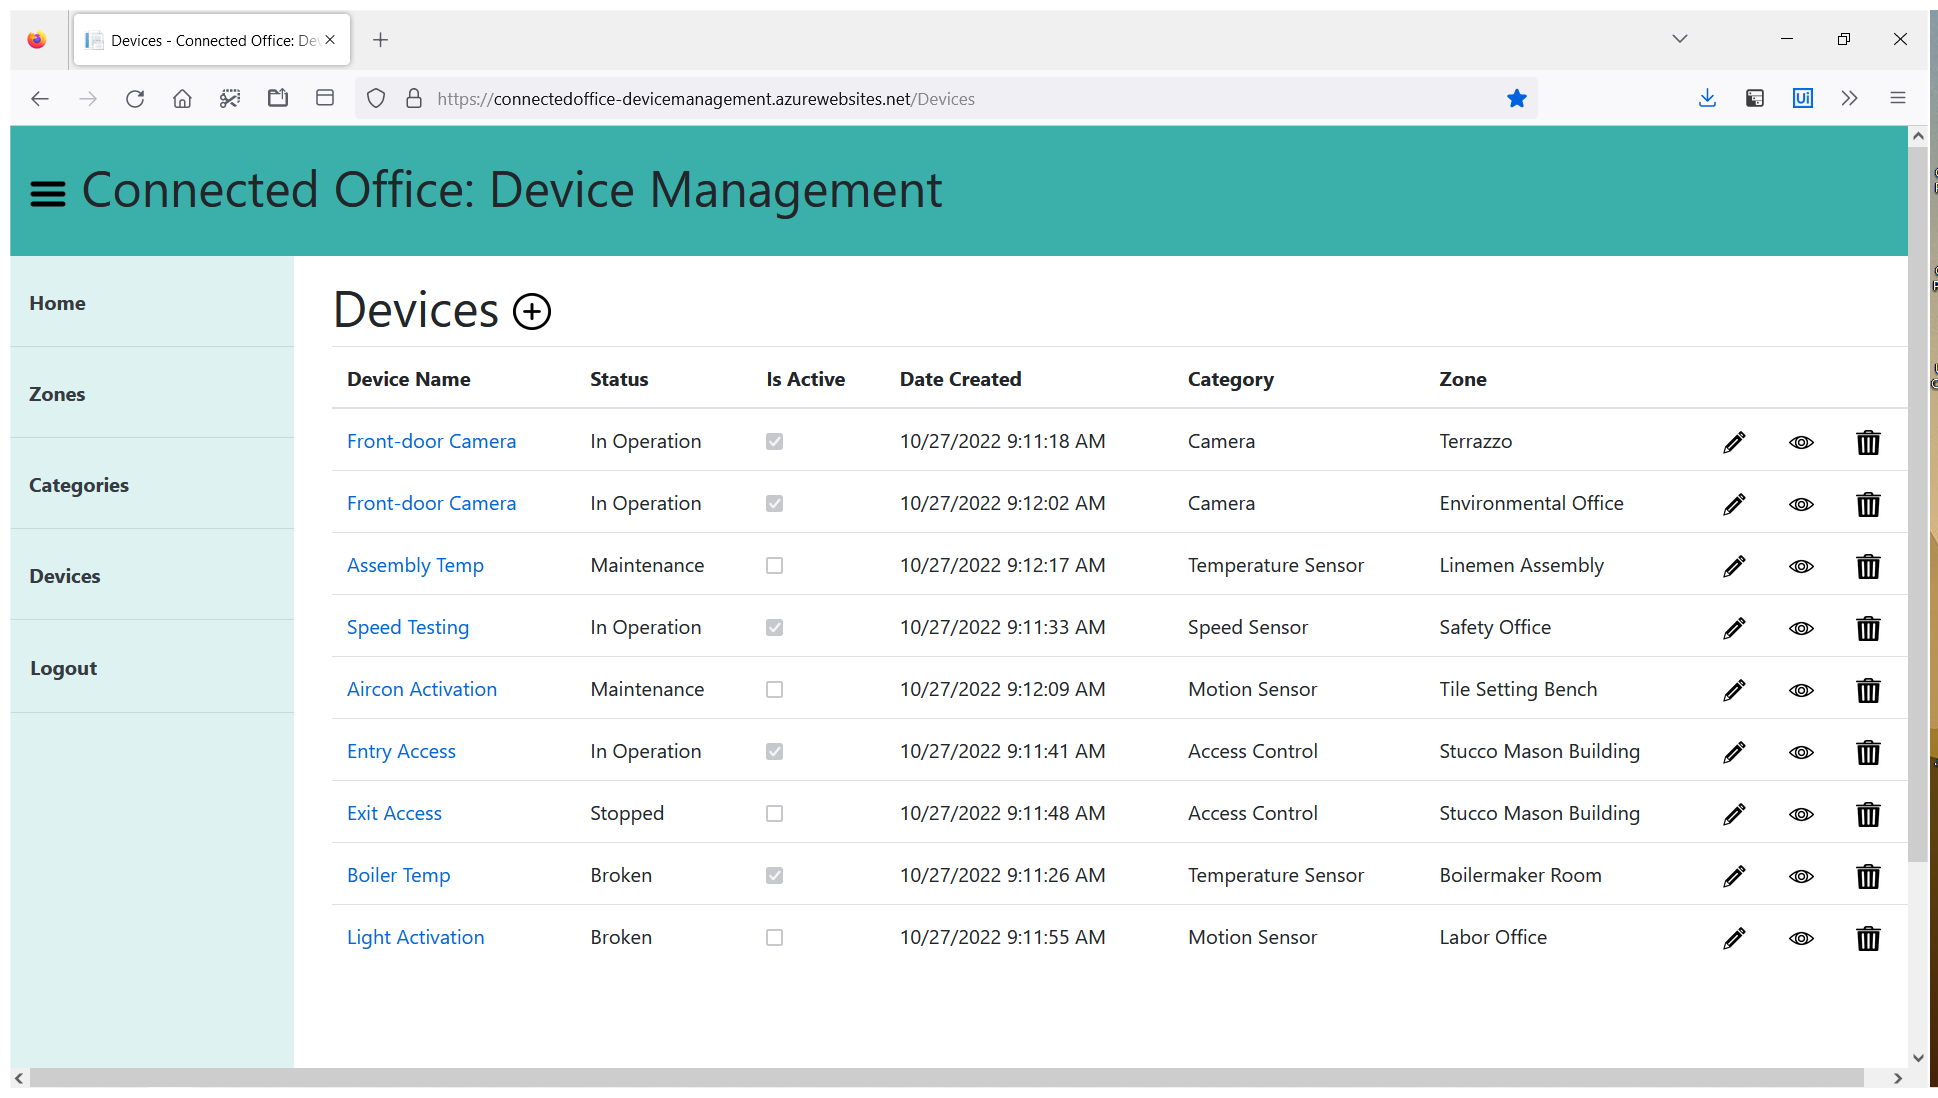 Devices - Connected Office: De
https://connectedoffice-devicemanagement.azurewebsites.net/Devices
Connected Office: Device Management
Home
Zones
Categories
Devices
Logout
Devices
Device Name Status Is Active Date Created Category Zone
Front-door Camera In Operation 10/27/2022 9:11:18 AM Camera Terrazzo
Front-door Camera In Operation 10/27/2022 9:12:02 AM Camera Environmental Office
Assembly Temp Maintenance 10/27/2022 9:12:17 AM Temperature Sensor Linemen Assembly
Speed Testing In Operation 10/27/2022 9:11:33 AM Speed Sensor Safety Office
Aircon Activation Maintenance 10/27/2022 9:12:09 AM Motion Sensor Tile Setting Bench
Entry Access In Operation 10/27/2022 9:11:41 AM Access Control Stucco Mason Building
Exit Access Stopped 10/27/2022 9:11:48 AM Access Control Stucco Mason Building
Boiler Temp Broken 10/27/2022 9:11:26 AM Temperature Sensor Boilermaker Room
Light Activation Broken 10/27/2022 9:11:55 AM Motion Sensor Labor Office